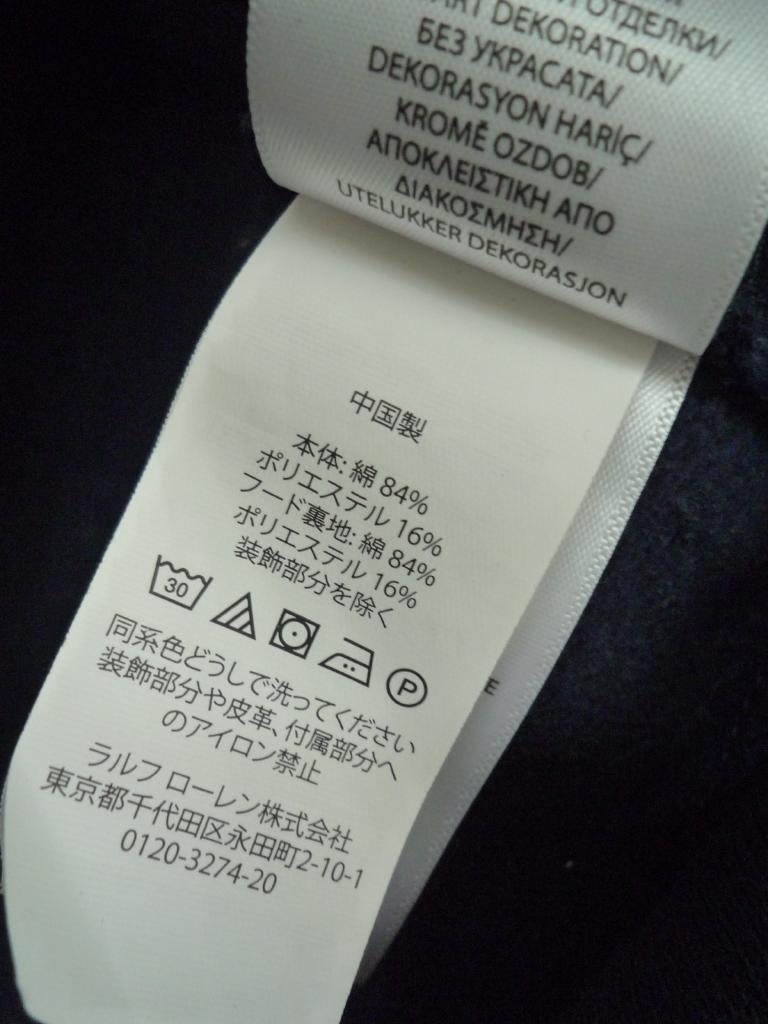 ОТДЕЛКИ/
DEKORATION/
БЕЗ УКРАСАТА/
DEKORASYON HARİÇ/
KROMĚ OZDOB/
ΑΠΟΚΛΕΙΣΤΙΚΗ ΑΠΟ
ΔΙΑΚΟΣΜΗΣΗ/
UTELUKKER DEKORASJON
中国製
本体: 綿 84%
ポリエステル 16%
フード裏地: 綿 84%
ポリエステル 16%
装飾部分を除く
30 P
同系色どうしで洗ってください
装飾部分や皮革、付属部分へ
のアイロン禁止
ラルフ ローレン株式会社
東京都千代田区永田町2-10-1
0120-3274-20